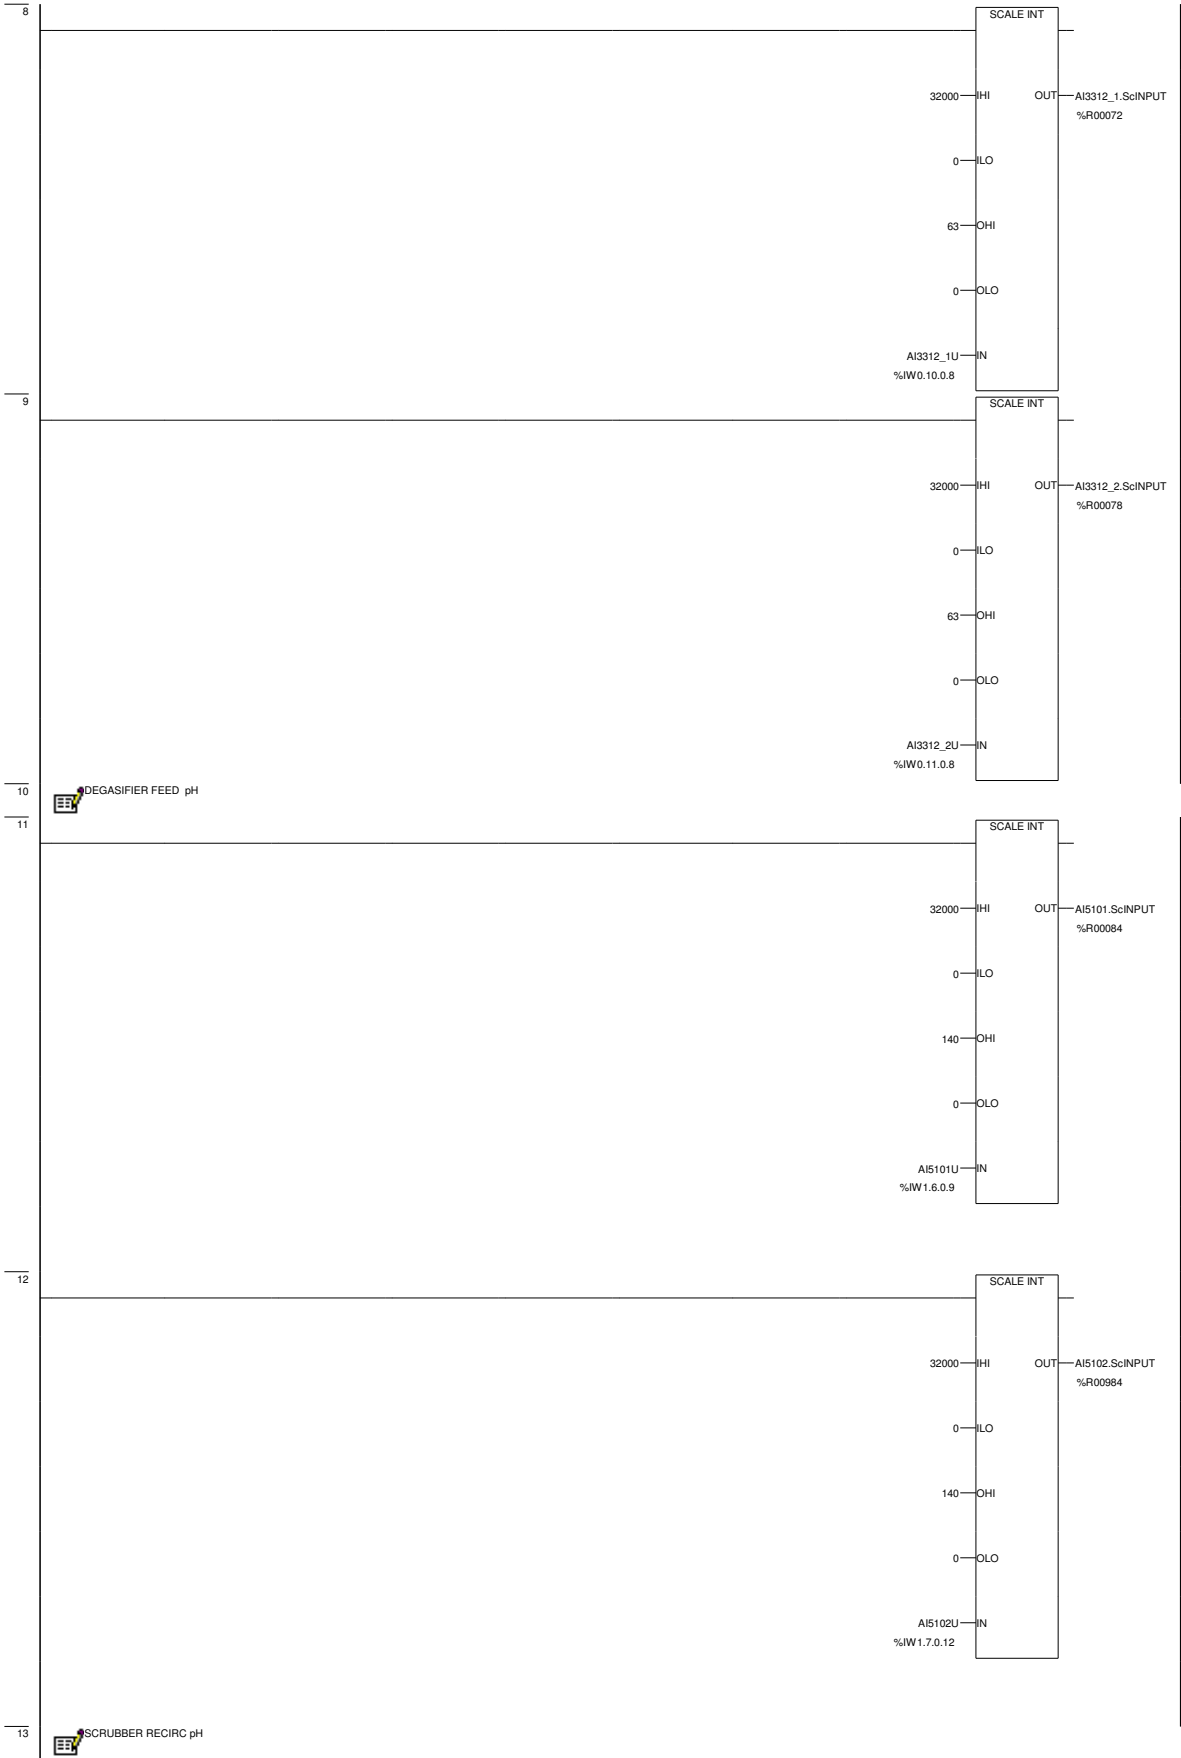 8
SCALE INT
32000 IHI OUT AI3312_1.ScINPUT
%R00072
0 ILO
63 OHI
0 OLO
AI3312_1U IN
%IW0.10.0.8
9
SCALE INT
32000 IHI OUT AI3312_2.ScINPUT
%R00078
0 ILO
63 OHI
0 OLO
AI3312_2U IN
%IW0.11.0.8
10 DEGASIFIER FEED pH
11
SCALE INT
32000 IHI OUT AI5101.ScINPUT
%R00084
0 ILO
140 OHI
0 OLO
AI5101U IN
%IW1.6.0.9
12
SCALE INT
32000 IHI OUT AI5102.ScINPUT
%R00984
0 ILO
140 OHI
0 OLO
AI5102U IN
%IW1.7.0.12
13 SCRUBBER RECIRC pH